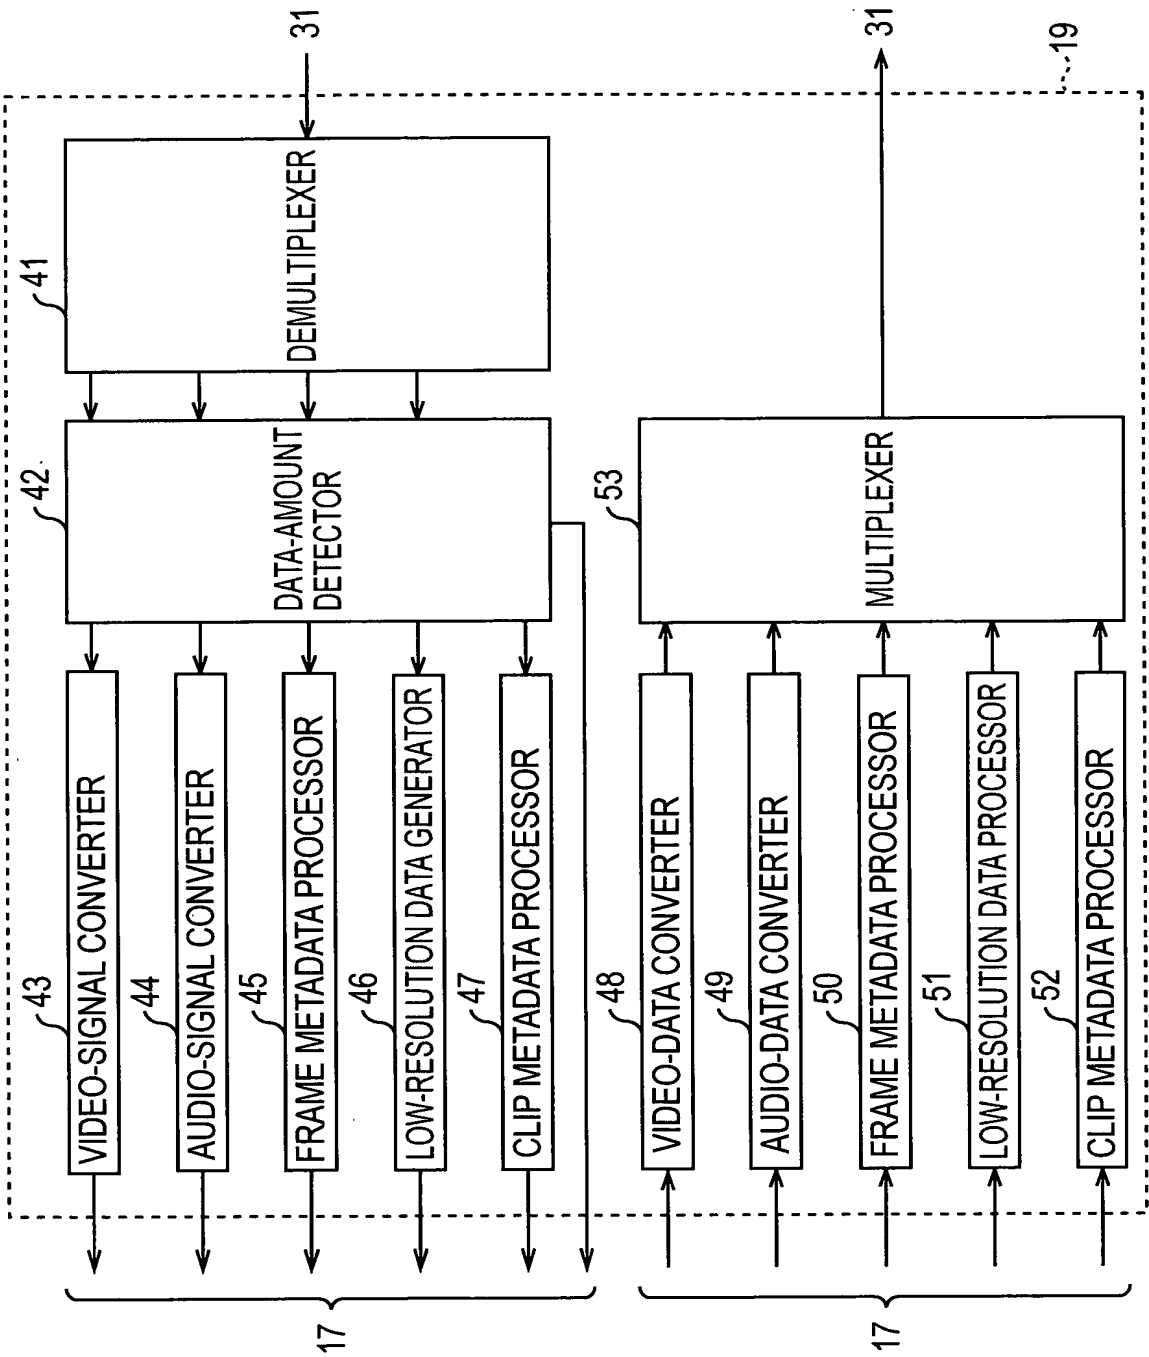 31
41
DEMULTIPLEXER
42
DATA-AMOUNT
DETECTOR
43
VIDEO-SIGNAL CONVERTER
44
AUDIO-SIGNAL CONVERTER
45
FRAME METADATA PROCESSOR
46
LOW-RESOLUTION DATA GENERATOR
47
CLIP METADATA PROCESSOR
17
31
19
53
MULTIPLEXER
48
VIDEO-DATA CONVERTER
49
AUDIO-DATA CONVERTER
50
FRAME METADATA PROCESSOR
51
LOW-RESOLUTION DATA PROCESSOR
52
CLIP METADATA PROCESSOR
17